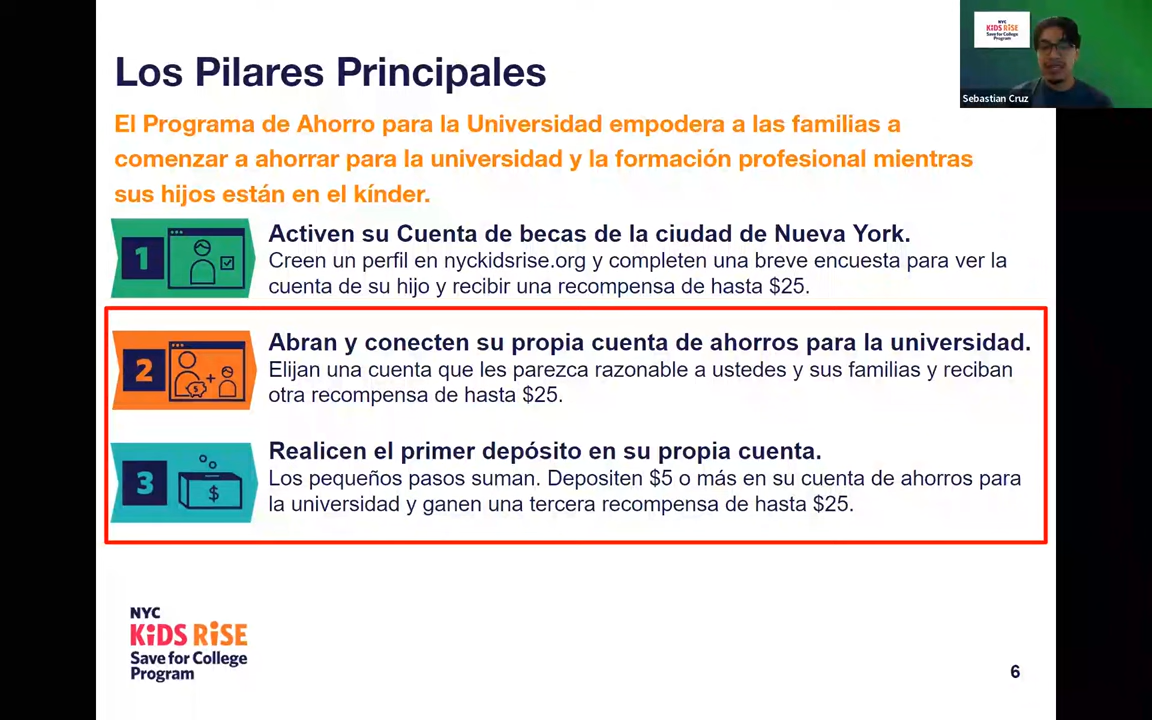 Los Pilares Principales
El Programa de Ahorro para la Universidad empodera a las familias a
comenzar a ahorrar para la universidad y la formación profesional mientras
sus hijos están en el kínder.
1
Activen su Cuenta de becas de la ciudad de Nueva York.
Creen un perfil en nyckidsrise.org y completen una breve encuesta para ver la
cuenta de su hijo y recibir una recompensa de hasta $25.
2
$
Abran y conecten su propia cuenta de ahorros para la universidad.
Elijan una cuenta que les parezca razonable a ustedes y sus familias y reciban
otra recompensa de hasta $25.
3
$
Realicen el primer depósito en su propia cuenta.
Los pequeños pasos suman. Depositen $5 o más en su cuenta de ahorros para
la universidad y ganen una tercera recompensa de hasta $25.
NYC
KiDS RiSE
Save for College
Program
6
NYC
KiDS RiSE
Save for College
Program
Sebastian Cruz